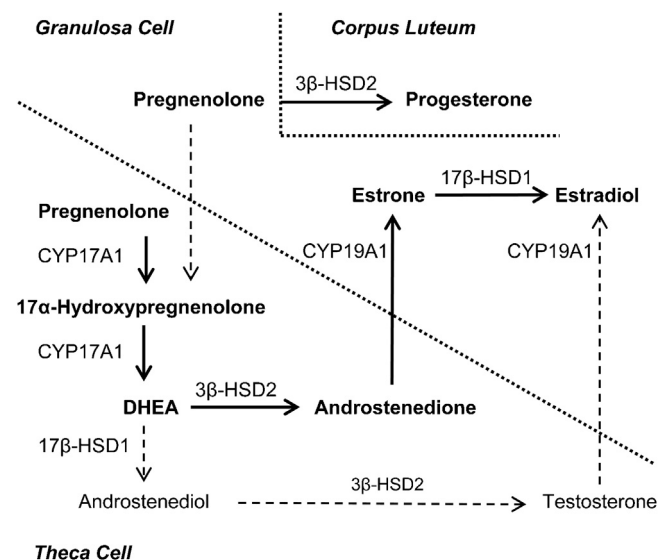 Granulosa Cell
Corpus Luteum
3β-HSD2
Pregnenolone
Progesterone
17β-HSD1
Estrone
Estradiol
Pregnenolone
CYP17A1
CYP19A1
CYP19A1
17α-Hydroxypregnenolone
CYP17A1
3β-HSD2
DHEA
Androstenedione
17β-HSD1
3β-HSD2
Androstenediol
Testosterone
Theca Cell